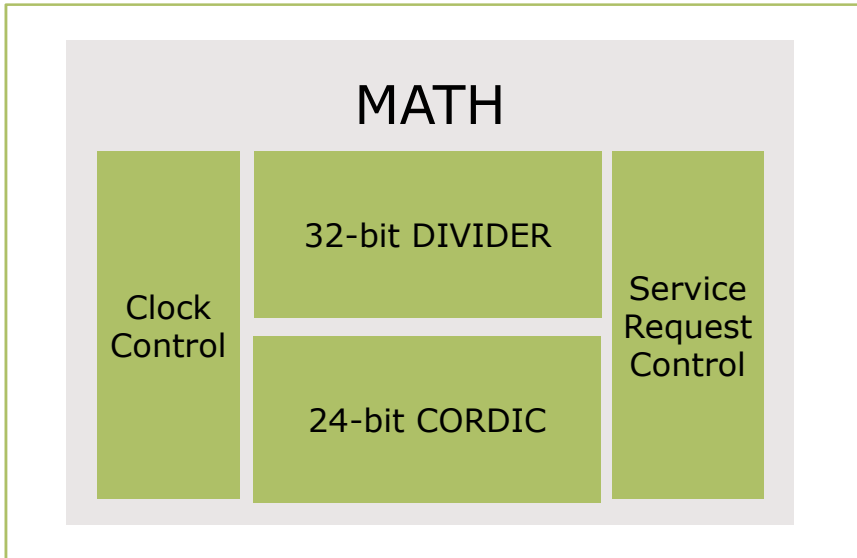 MATH
Clock
Control
32-bit DIVIDER
24-bit CORDIC
Service
Request
Control